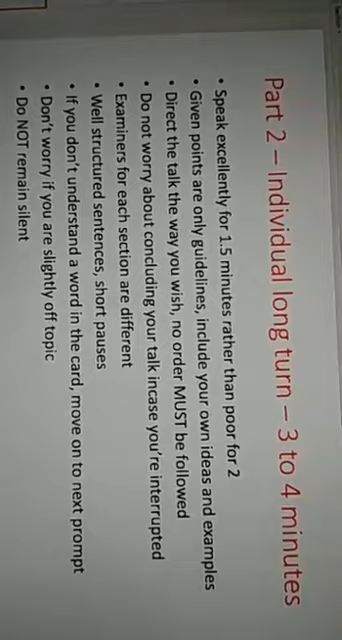 Part 2 – Individual long turn – 3 to 4 minutes
• Speak excellently for 1.5 minutes rather than poor for 2
• Given points are only guidelines, include your own ideas and examples
• Direct the talk the way you wish, no order MUST be followed
• Do not worry about concluding your talk incase you're interrupted
• Examiners for each section are different
• Well structured sentences, short pauses
• If you don't understand a word in the card, move on to next prompt
• Don't worry if you are slightly off topic
• Do NOT remain silent